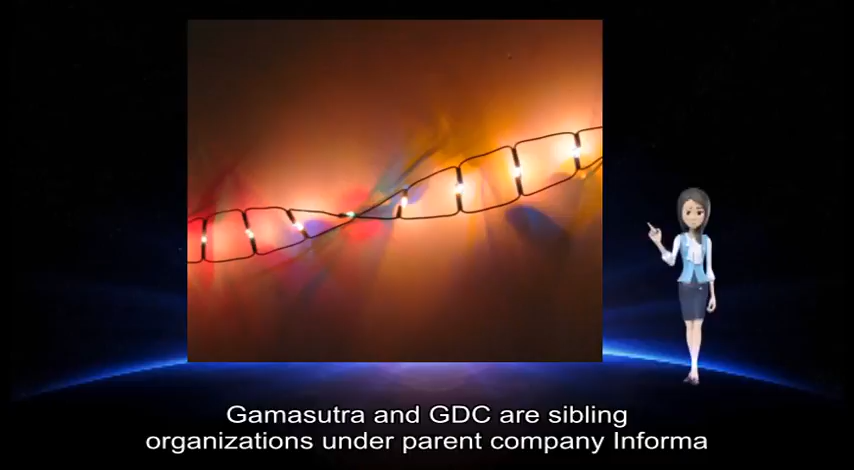 Gamasutra and GDC are sibling
organizations under parent company Informa